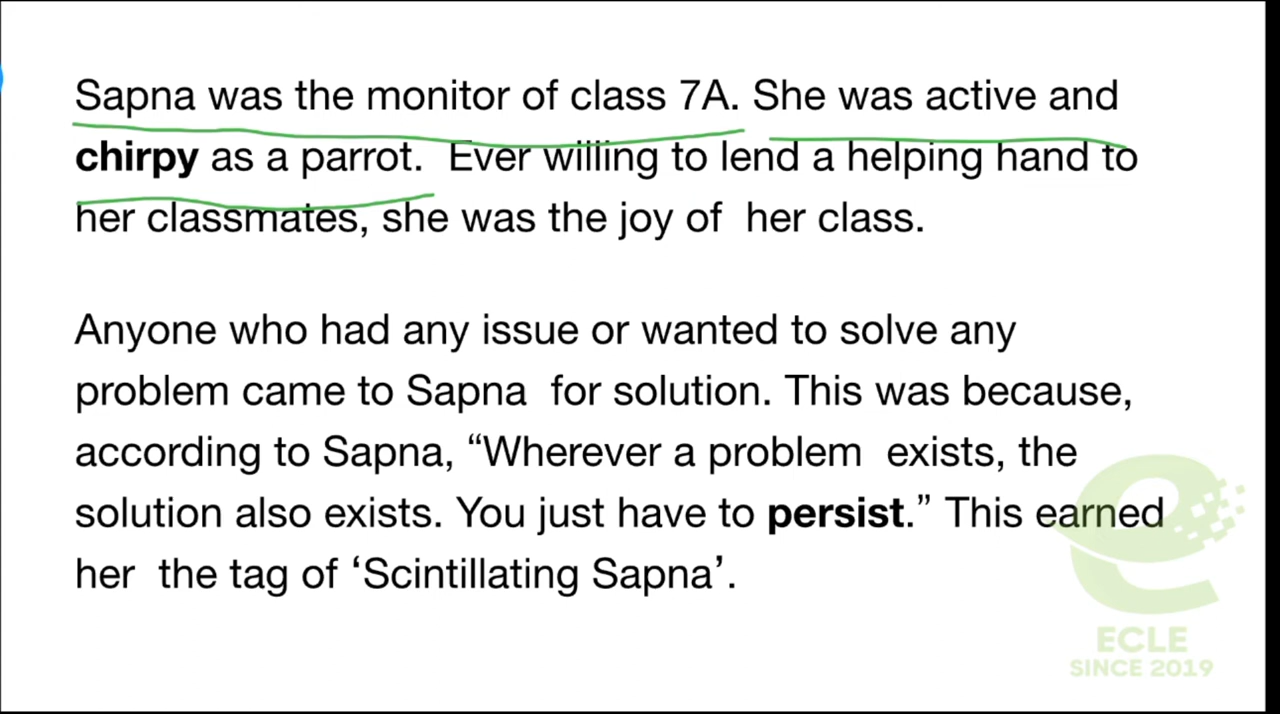 Sapna was the monitor of class 7A. She was active and
chirpy as a parrot. Ever willing to lend a helping hand to
her classmates, she was the joy of her class.
Anyone who had any issue or wanted to solve any
problem came to Sapna for solution. This was because,
according to Sapna, “Wherever a problem exists, the
solution also exists. You just have to persist.” This earned
her the tag of ‘Scintillating Sapna’.
ECLE
SINCE 2019